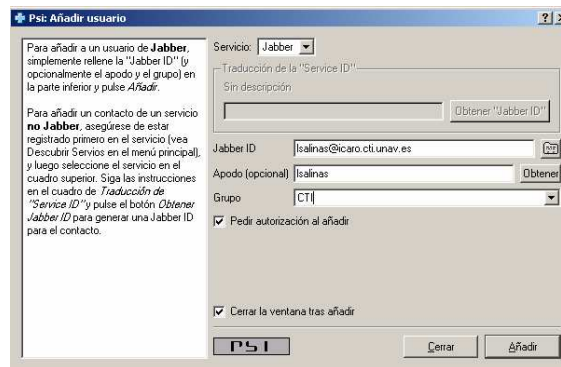 Psi: Añadir usuario
Para añadir a un usuario de Jabber,
simplemente rellene la "Jabber ID" (y
opcionalmente el apodo y el grupo) en
la parte inferior y pulse Añadir.
Para añadir un contacto de un servicio
no Jabber, asegúrese de estar
registrado primero en el servicio (vea
Descubrir Servios en el menú principal),
y luego seleccione el servicio en el
cuadro superior. Siga las instrucciones
en el cuadro de Traducción de
"Service ID" y pulse el botón Obtener
Jabber ID para generar una Jabber ID
para el contacto.
Servicio: Jabber
Traducción de la "Service ID"
Sin descripción
Obtener "Jabber ID"
Jabber ID lsalinas@icaro.cti.unav.es
Apodo (opcional) lsalinas Obtener
Grupo CTI
Pedir autorización al añadir
Cerrar la ventana tras añadir
PSI Cerrar Añadir